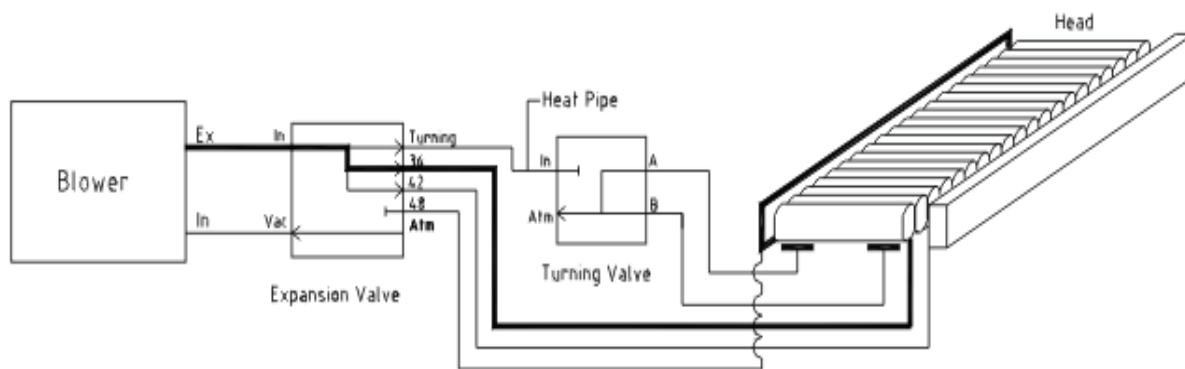 Head
Heat Pipe
Ex
In
Turning
In
A
36
Blower
42
48
B
In
Vac
Atm
Atm
Turning Valve
Expansion Valve